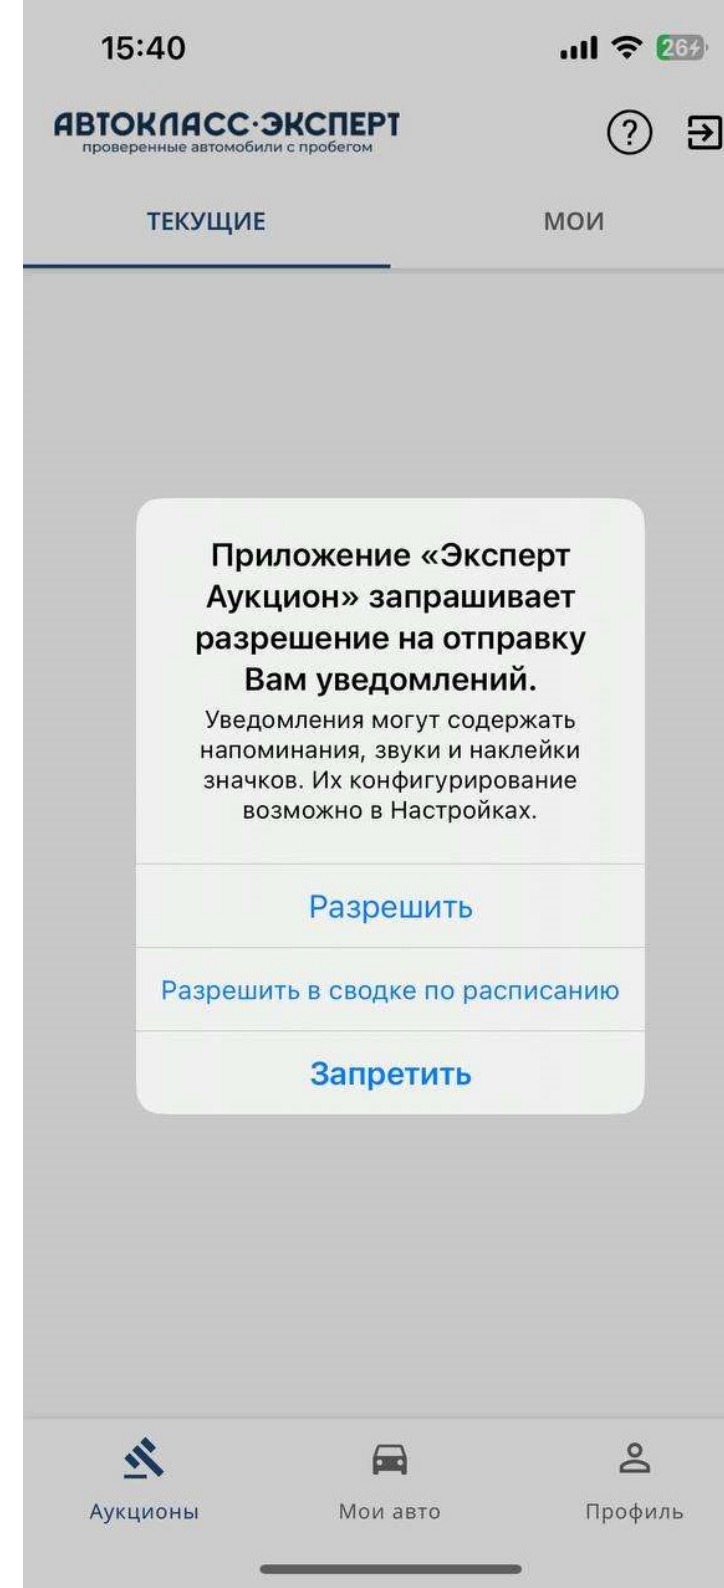 15:40
26
АВТОКЛАСС·ЭКСПЕРТ
проверенные автомобили с пробегом
?
ТЕКУЩИЕ
МОИ
Приложение «Эксперт
Аукцион» запрашивает
разрешение на отправку
Вам уведомлений.
Уведомления могут содержать
напоминания, звуки и наклейки
значков. Их конфигурирование
возможно в Настройках.
Разрешить
Разрешить в сводке по расписанию
Запретить
Аукционы
Мои авто
Профиль